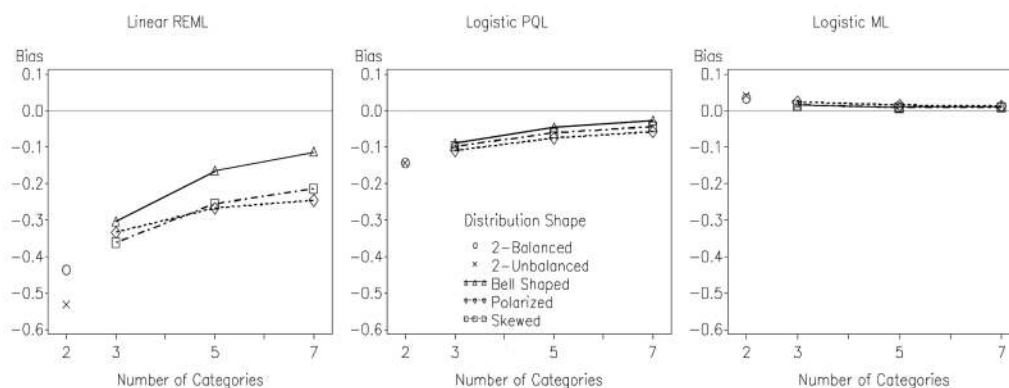 Linear REML
Logistic PQL
Logistic ML
Bias
Bias
Bias
0.1
0.0
−0.1
−0.2
−0.3
−0.4
−0.5
−0.6
0.1
0.0
−0.1
−0.2
−0.3
−0.4
−0.5
−0.6
0.1
0.0
−0.1
−0.2
−0.3
−0.4
−0.5
−0.6
Distribution Shape
2−Balanced
2−Unbalanced
Bell Shaped
Polarized
Skewed
2 3 5 7
2 3 5 7
2 3 5 7
Number of Categories
Number of Categories
Number of Categories